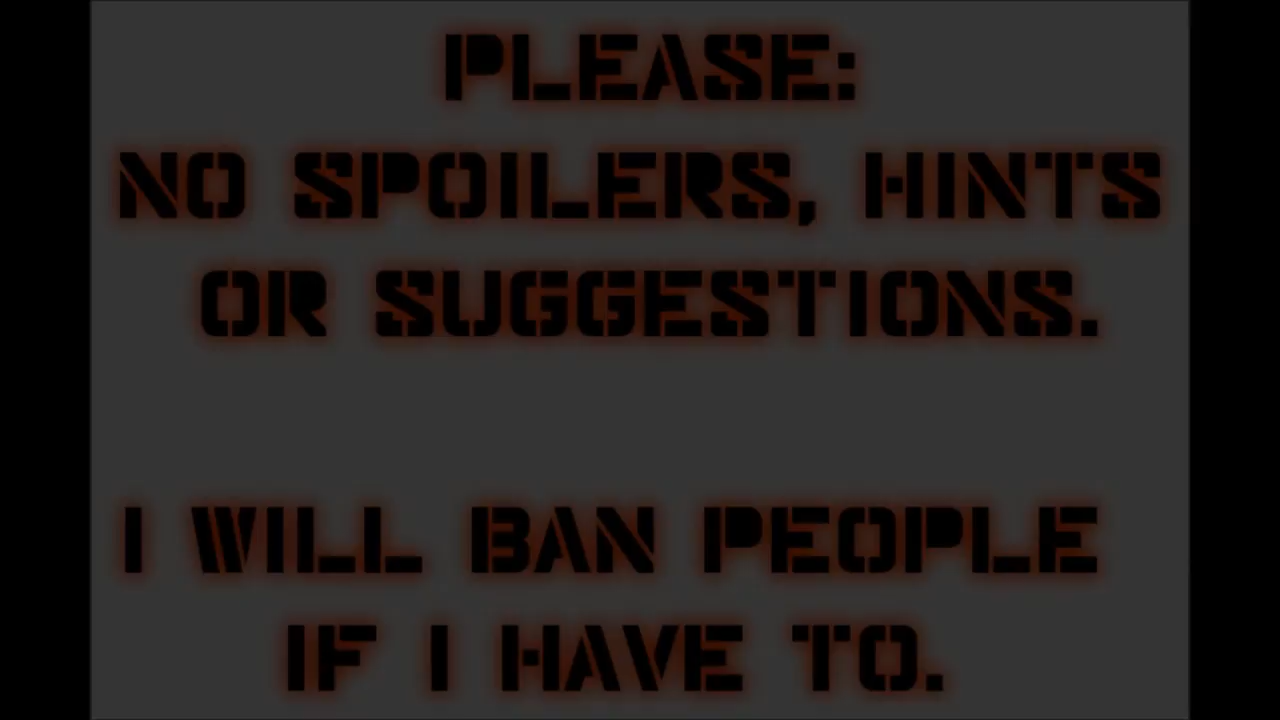 PLEASE:
NO SPOILERS, HINTS
OR SUGGESTIONS.
I WILL BAN PEOPLE
IF I HAVE TO.